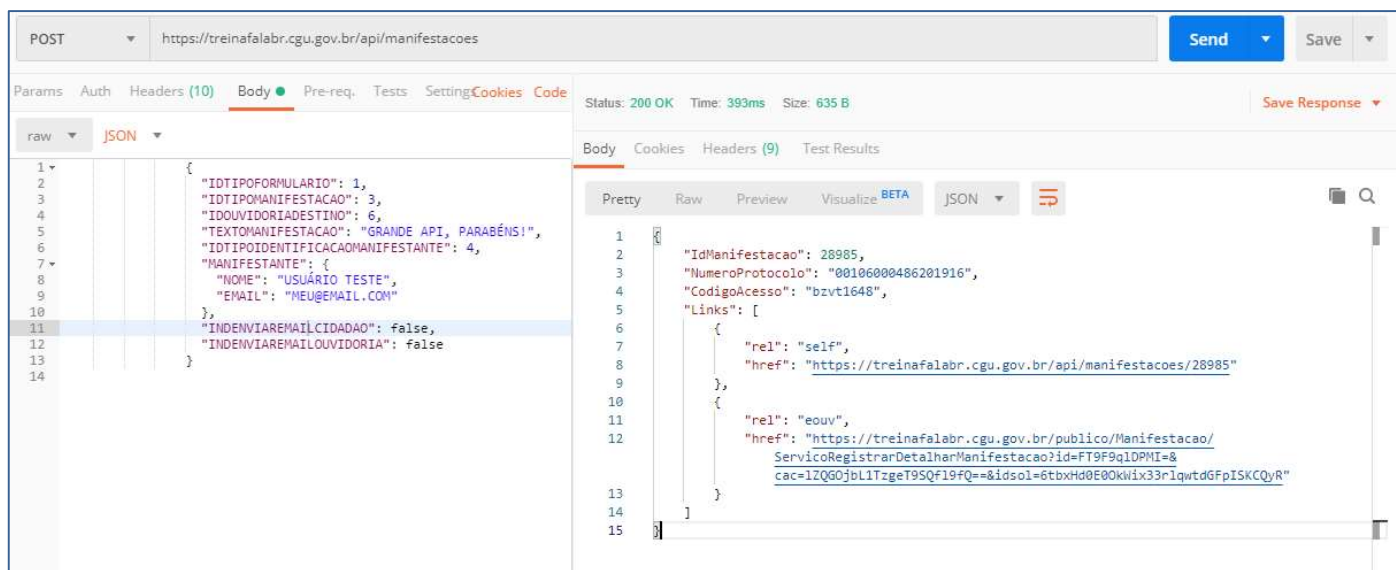 POST https://treinafalabr.cgu.gov.br/api/manifestacoes Send Save
Params Auth Headers (10) Body Pre-req. Tests Settings Cookies Code
raw JSON
1 {
2 "IDTIPOFORMULARIO": 1,
3 "IDTIPOMANIFESTACAO": 3,
4 "IDOUVIDORIADESTINO": 6,
5 "TEXTOMANIFESTACAO": "GRANDE API, PARABÉNS!",
6 "IDTIPOIDENTIFICACAOMANIFESTANTE": 4,
7 "MANIFESTANTE": {
8 "NOME": "USUÁRIO TESTE",
9 "EMAIL": "MEU@EMAIL.COM"
10 },
11 "INDENVIAREMAILCIDADAO": false,
12 "INDENVIAREMAILOUVIDORIA": false
13 }
14
Status: 200 OK Time: 393ms Size: 635 B Save Response
Body Cookies Headers (9) Test Results
Pretty Raw Preview Visualize BETA JSON
1 {
2 "IdManifestacao": 28985,
3 "NumeroProtocolo": "00106000486201916",
4 "CodigoAcesso": "bzvt1648",
5 "Links": [
6 {
7 "rel": "self",
8 "href": "https://treinafalabr.cgu.gov.br/api/manifestacoes/28985"
9 },
10 {
11 "rel": "eouv",
12 "href": "https://treinafalabr.cgu.gov.br/publico/Manifestacao/
ServicoRegistrarDetalharManifestacao?id=FT9F9qlDPMI=&
cac=lZQGOjbL1TzgeT9SQfl9fQ==&idsol=6tbxHd0E0OkWix33rlqwtdGFpISKCQyR"
13 }
14 ]
15 }